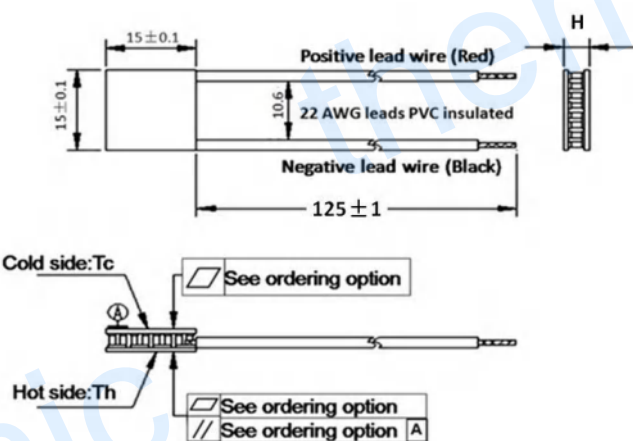 15±0.1
H
Positive lead wire (Red)
15±0.1
10.6
22 AWG leads PVC insulated
Negative lead wire (Black)
125±1
Cold side:Tc
See ordering option
A
Hot side:Th
See ordering option
// See ordering option A